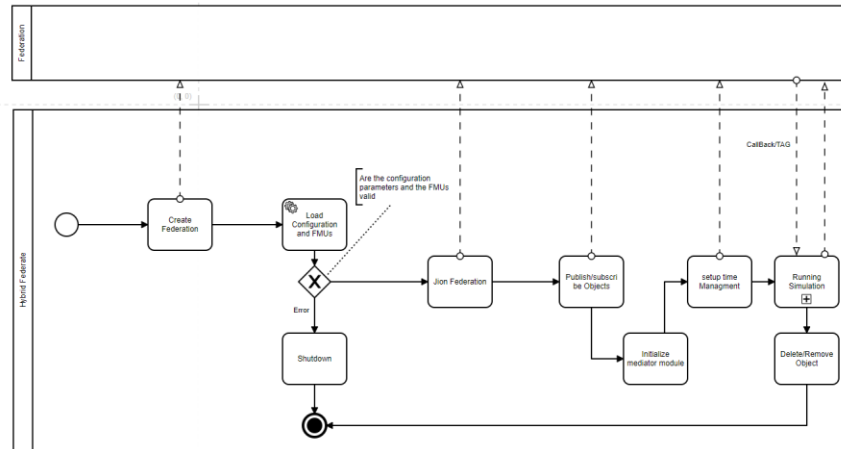 Federation
(0, 0)
CallBack/TAG
Hybrid Federate
Are the configuration
parameters and the FMUs
valid
Create
Federation
Load
Configuration
and FMUs
Jion Federation
Publish/subscri
be Objects
setup time
Managment
Running
Simulation
Error
Shutdown
Initialize
mediator module
Delete/Remove
Object